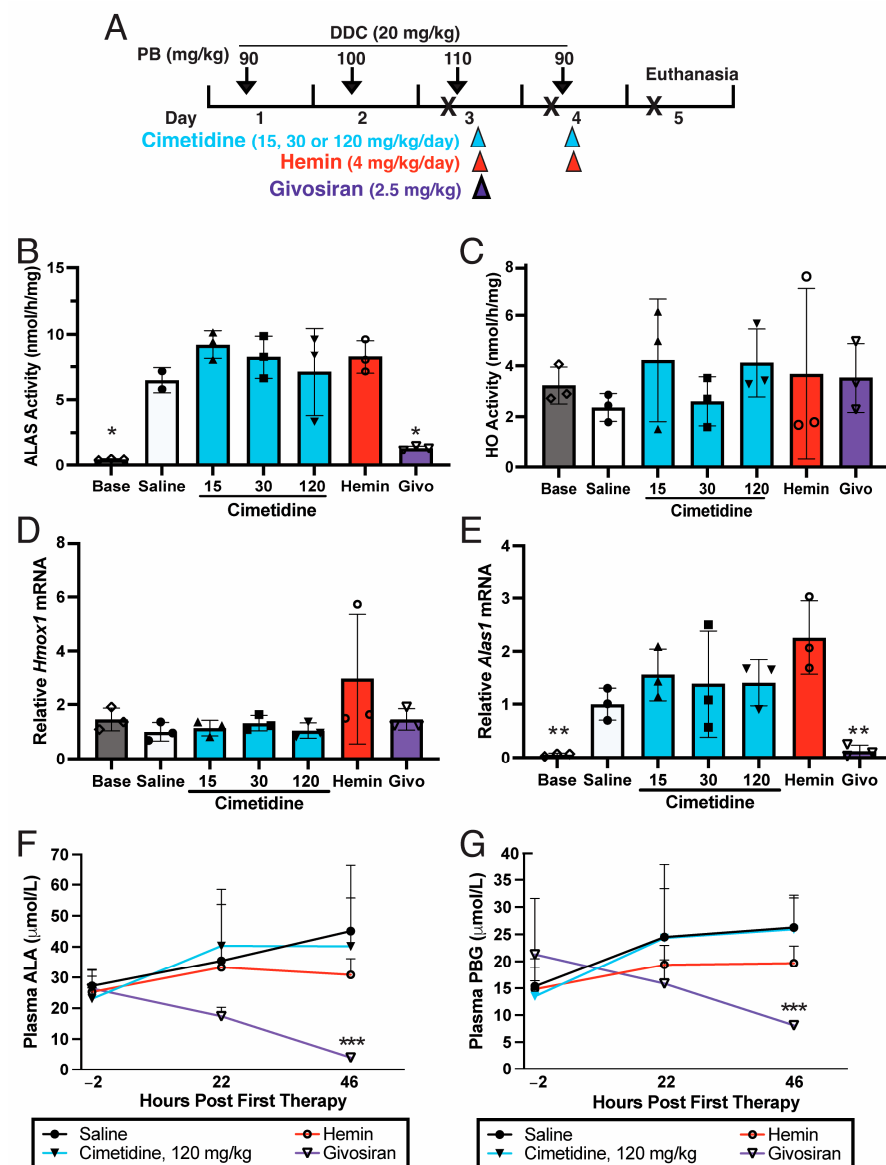 A
DDC (20 mg/kg)
PB (mg/kg) 90 100 110 90
Euthanasia
X X X
Day 1 2 3 4 5
Cimetidine (15, 30 or 120 mg/kg/day)
Hemin (4 mg/kg/day)
Givosiran (2.5 mg/kg)
B
ALAS Activity (nmol/h/mg)
15
10
5
0
* *
Base Saline 15 30 120 Hemin Givo
Cimetidine
C
HO Activity (nmol/h/mg)
8
6
4
2
0
Base Saline 15 30 120 Hemin Givo
Cimetidine
D
Relative Hmox1 mRNA
8
6
4
2
0
Base Saline 15 30 120 Hemin Givo
Cimetidine
E
Relative Alas1 mRNA
4
3
2
1
0
** **
Base Saline 15 30 120 Hemin Givo
Cimetidine
F
Plasma ALA (μmol/L)
70
60
50
40
30
20
10
0
***
–2 22 46
Hours Post First Therapy
Saline Hemin
Cimetidine, 120 mg/kg Givosiran
G
Plasma PBG (μmol/L)
40
35
30
25
20
15
10
5
0
***
–2 22 46
Hours Post First Therapy
Saline Hemin
Cimetidine, 120 mg/kg Givosiran